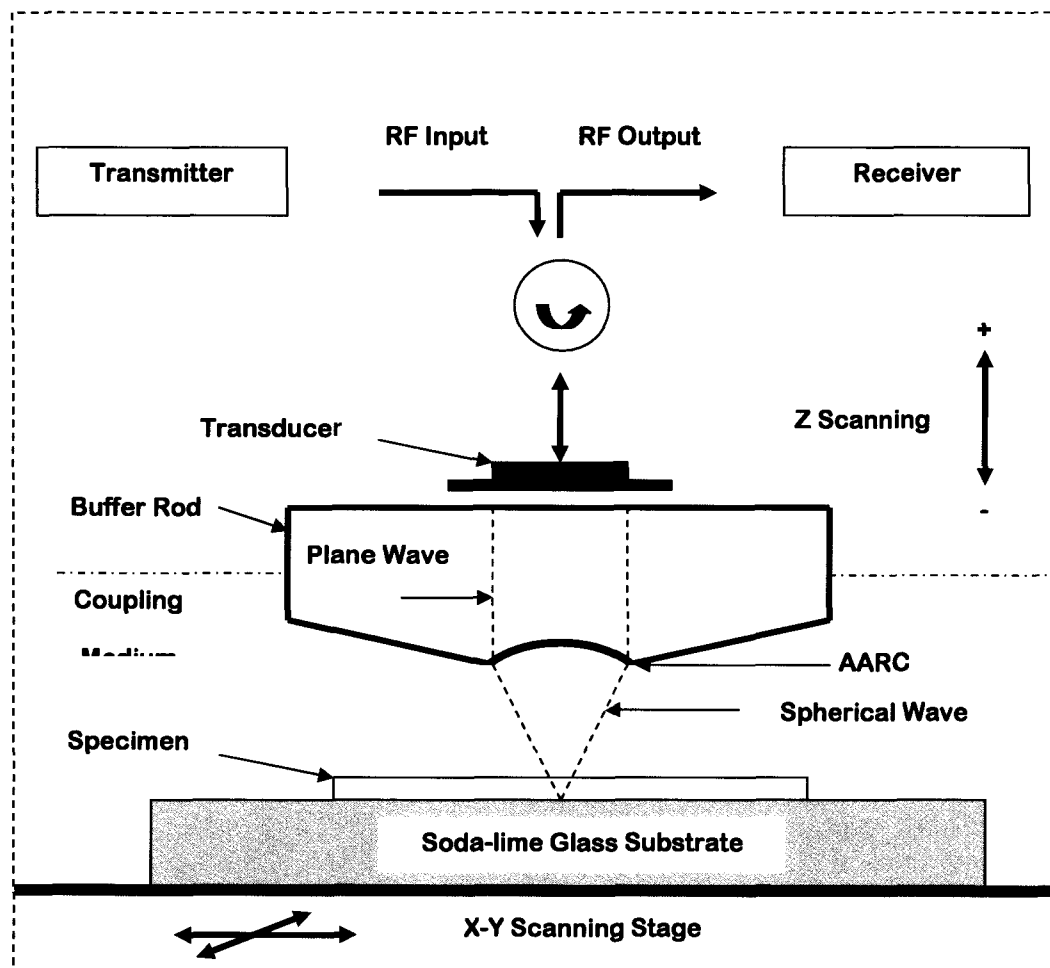 RF Input
RF Output
Transmitter
Receiver
+
Z Scanning
-
Transducer
Buffer Rod
Plane Wave
Coupling
AARC
Spherical Wave
Specimen
Soda-lime Glass Substrate
X-Y Scanning Stage